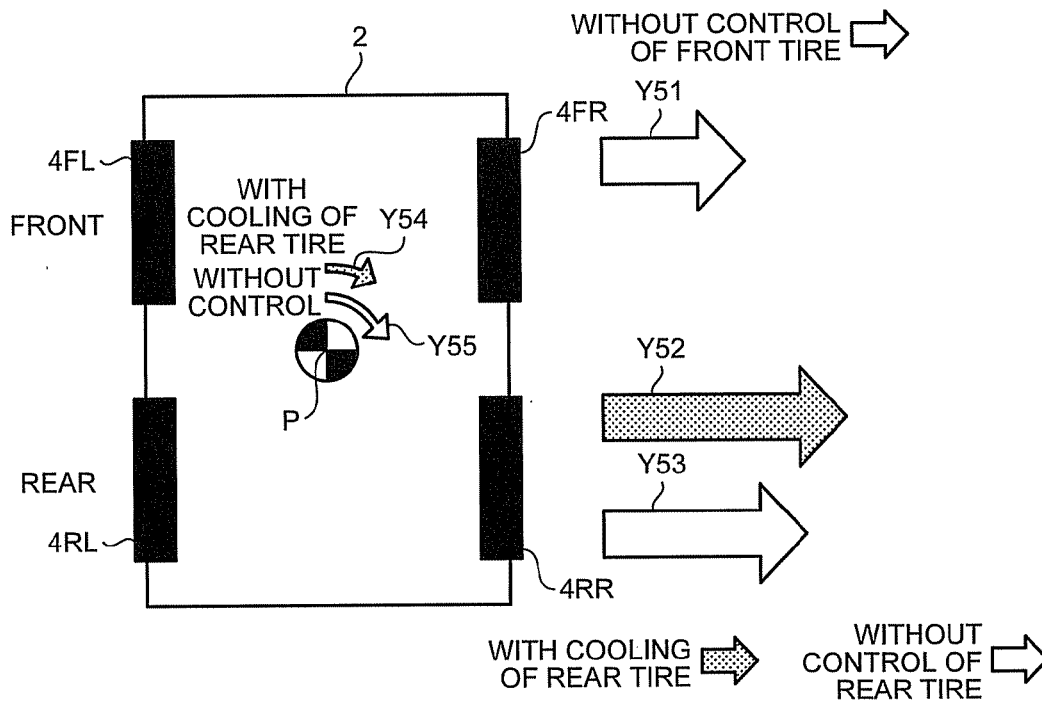 WITHOUT CONTROL
OF FRONT TIRE
2
Y51
4FR
4FL
WITH
COOLING OF
REAR TIRE
Y54
FRONT
WITHOUT
CONTROL
Y55
Y52
P
Y53
REAR
4RL
4RR
WITH COOLING
OF REAR TIRE
WITHOUT
CONTROL OF
REAR TIRE